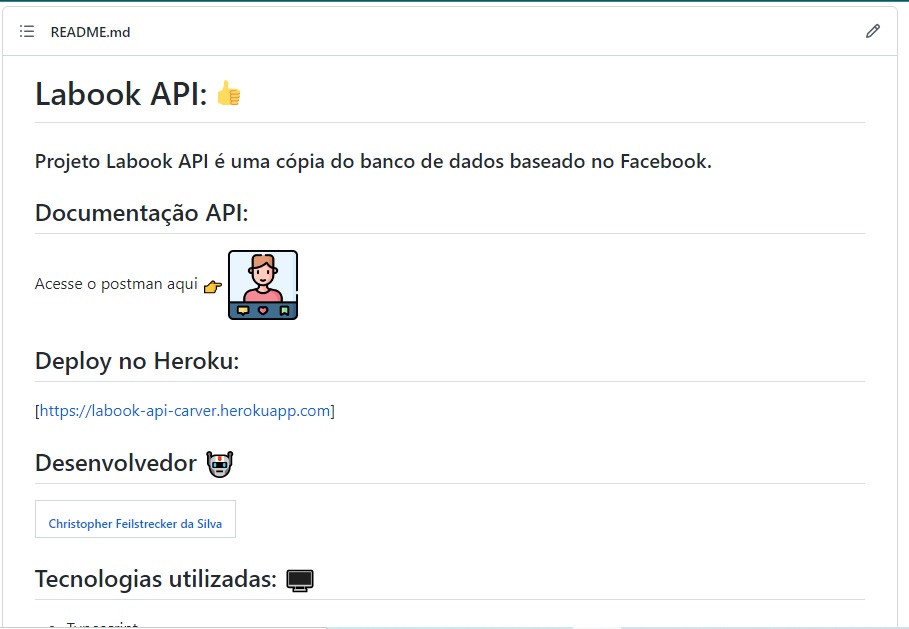 README.md
Labook API:
Projeto Labook API é uma cópia do banco de dados baseado no Facebook.
Documentação API:
Acesse o postman aqui
Deploy no Heroku:
[https://labook-api-carver.herokuapp.com]
Desenvolvedor
Christopher Feilstrecker da Silva
Tecnologias utilizadas:
Typescript